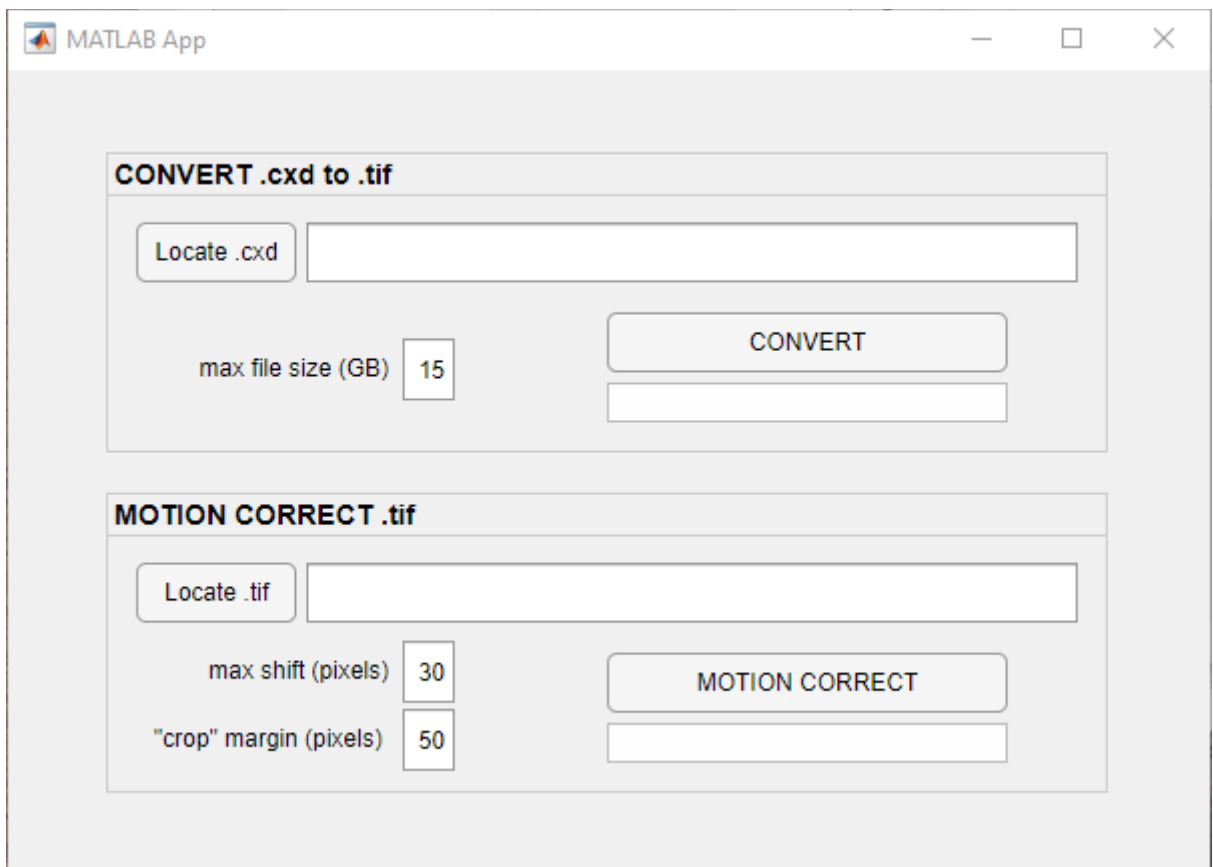 MATLAB App
CONVERT .cxd to .tif
Locate .cxd
max file size (GB) 15
CONVERT
MOTION CORRECT .tif
Locate .tif
max shift (pixels) 30
MOTION CORRECT
"crop" margin (pixels) 50